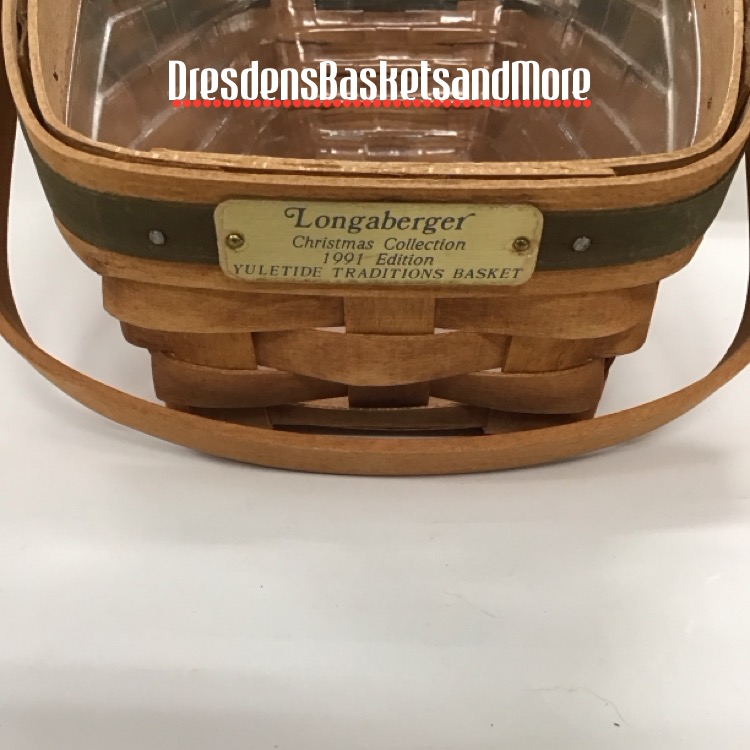 DresdensBasketsandMore
Longaberger
Christmas Collection
1991 Edition
YULETIDE TRADITIONS BASKET